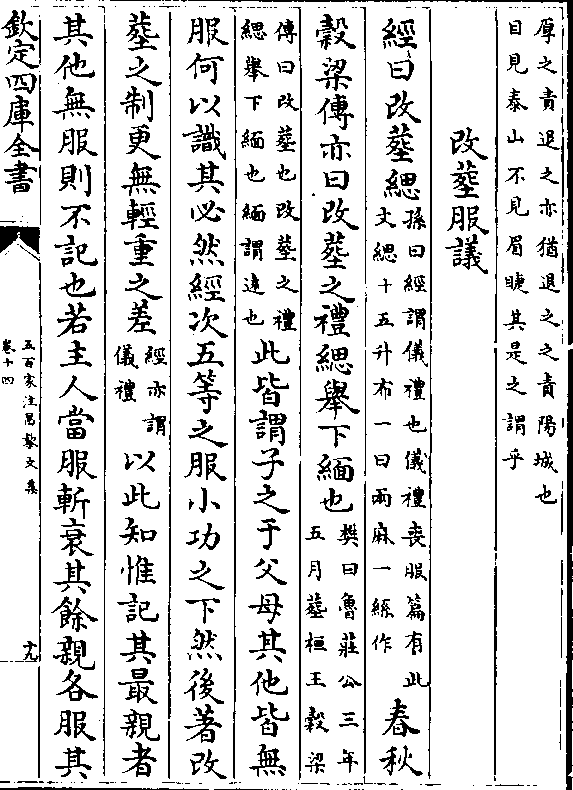 厚之責退之亦猶退之之責陽城也
目見泰山不見眉睫其是之謂乎
改葬服議
經曰改葬緦孫曰經謂儀禮也儀禮喪服篇有此
文緦十五升布一曰兩麻一絲作春秋
穀梁傳亦曰改葬之禮緦舉下緬也樊曰魯莊公三年
五月葬桓王穀梁
傳曰改葬也改葬之禮
緦舉下緬也緬謂遠也此皆謂子之于父母其他皆無
服何以識其必然經次五等之服小功之下然後著改
葬之制更無輕重之差經亦謂
儀禮以此知惟記其最親者
其他無服則不記也若主人當服斬衰其餘親各服其
欽定四庫全書
五百家注昌黎文集
卷十四
十九